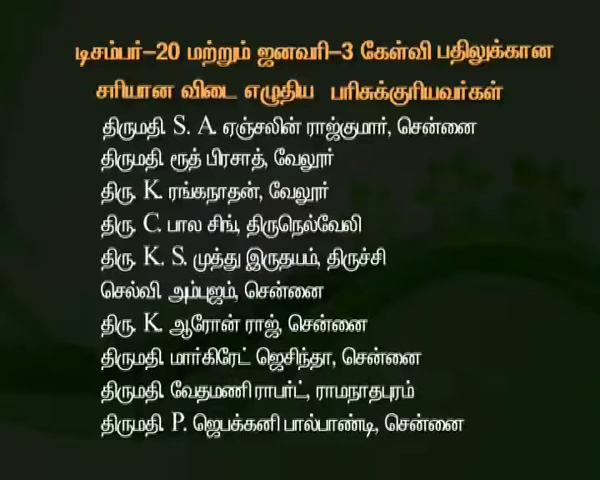 டிசம்பர்-20 மற்றும் ஜனவரி-3 கேள்வி பதிலுக்கான
சரியான விடை எழுதிய பரிசுக்குரியவர்கள்
திருமதி. S. A. ஏஞ்சலின் ராஜ்குமார், சென்னை
திருமதி. ரூத் பிரசாத், வேலூர்
திரு. K. ரங்கநாதன், வேலூர்
திரு. C. பால சிங், திருநெல்வேலி
திரு. K. S. முத்து இருதயம், திருச்சி
செல்வி. அம்புஜம், சென்னை
திரு. K. ஆரோன் ராஜ், சென்னை
திருமதி. மார்கிரேட் ஜெசிந்தா, சென்னை
திருமதி. வேதமணி ராபர்ட், ராமநாதபுரம்
திருமதி. P. ஜெபக்கனி பால்பாண்டி, சென்னை